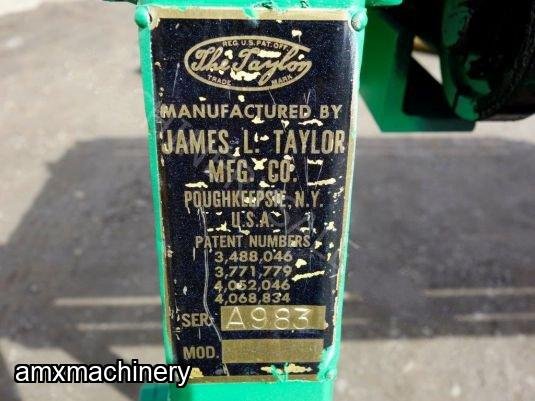 REG. U.S. PAT. OFF.
The Taylor
TRADE MARK
MANUFACTURED BY
JAMES L. TAYLOR
MFG. CO.
POUGHKEEPSIE, N.Y.
U.S.A.
PATENT NUMBERS
3,488,046
3,771,779
4,052,046
4,068,834
SER. A983
MOD.
amxmachinery